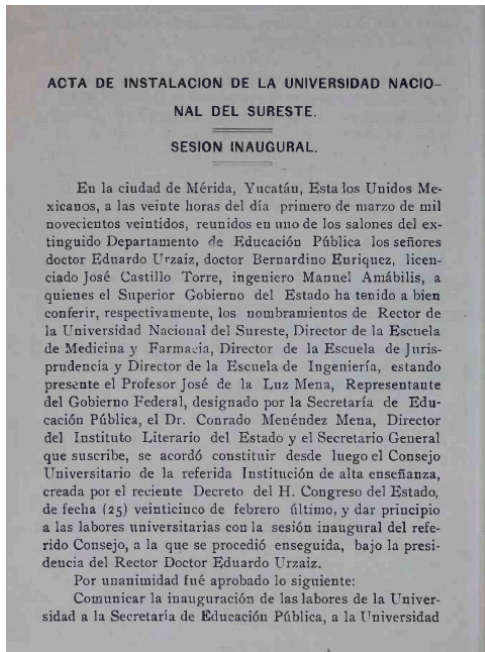 ACTA DE INSTALACION DE LA UNIVERSIDAD NACIO-
NAL DEL SURESTE.
SESION INAUGURAL.
En la ciudad de Mérida, Yucatán, Esta los Unidos Me-
xicanos, a las veinte horas del día primero de marzo de mil
novecientos veintidos, reunidos en uno de los salones del ex-
tinguido Departamento de Educación Pública los señores
doctor Eduardo Urzaiz, doctor Bernardino Enriquez, licen-
ciado José Castillo Torre, ingeniero Manuel Amábilis, a
quienes el Superior Gobierno del Estado ha tenido a bien
conferir, respectivamente, los nombramientos de Rector de
la Universidad Nacional del Sureste, Director de la Escuela
de Medicina y Farmacia, Director de la Escuela de Juris-
prudencia y Director de la Escuela de Ingeniería, estando
presente el Profesor José de la Luz Mena, Representante
del Gobierno Federal, designado por la Secretaría de Edu-
cación Pública, el Dr. Conrado Menéndez Mena, Director
del Instituto Literario del Estado y el Secretario General
que suscribe, se acordó constituir desde luego el Consejo
Universitario de la referida Institución de alta enseñanza,
creada por el reciente Decreto del H. Congreso del Estado,
de fecha (25) veinticinco de febrero último, y dar principio
a las labores universitarias con la sesión inaugural del refe-
rido Consejo, a la que se procedió enseguida, bajo la presi-
dencia del Rector Doctor Eduardo Urzaiz.
Por unanimidad fué aprobado lo siguiente:
Comunicar la inauguración de las labores de la Univer-
sidad a la Secretaría de Educación Pública, a la Universidad